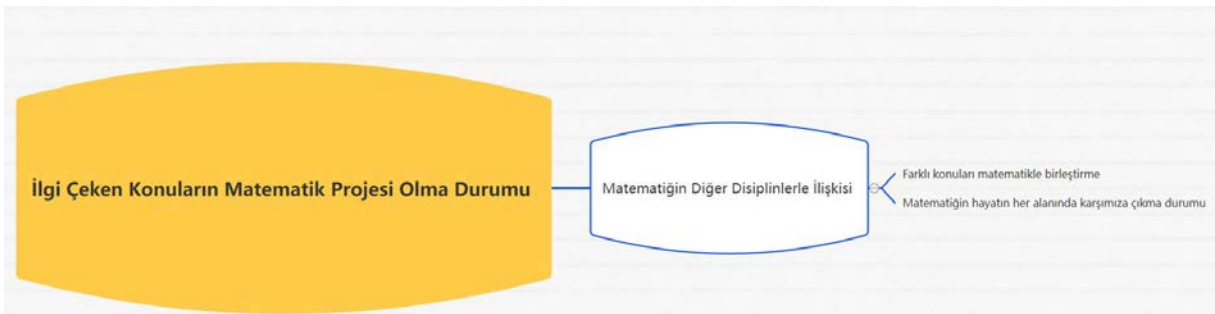 İlgi Çeken Konuların Matematik Projesi Olma Durumu
Matematiğin Diğer Disiplinlerle İlişkisi
Farklı konuları matematikle birleştirme
Matematiğin hayatın her alanında karşımıza çıkma durumu